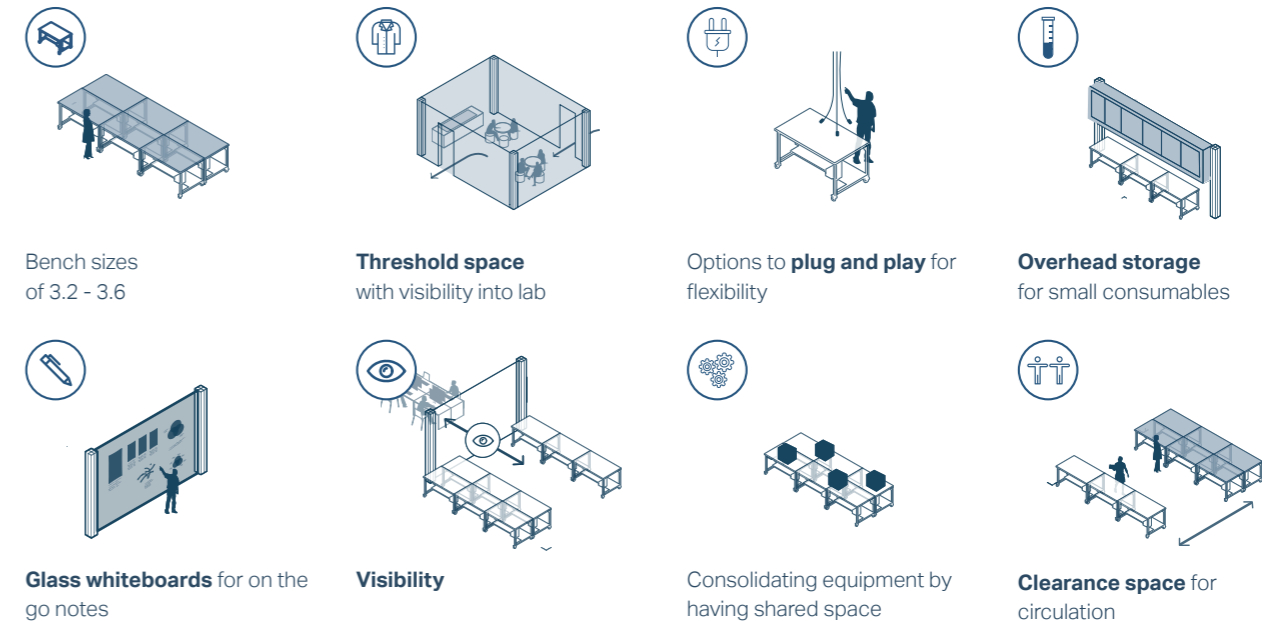 Bench sizes
of 3.2 - 3.6
Threshold space
with visibility into lab
Options to plug and play for
flexibility
Overhead storage
for small consumables
Glass whiteboards for on the
go notes
Visibility
Consolidating equipment by
having shared space
Clearance space for
circulation